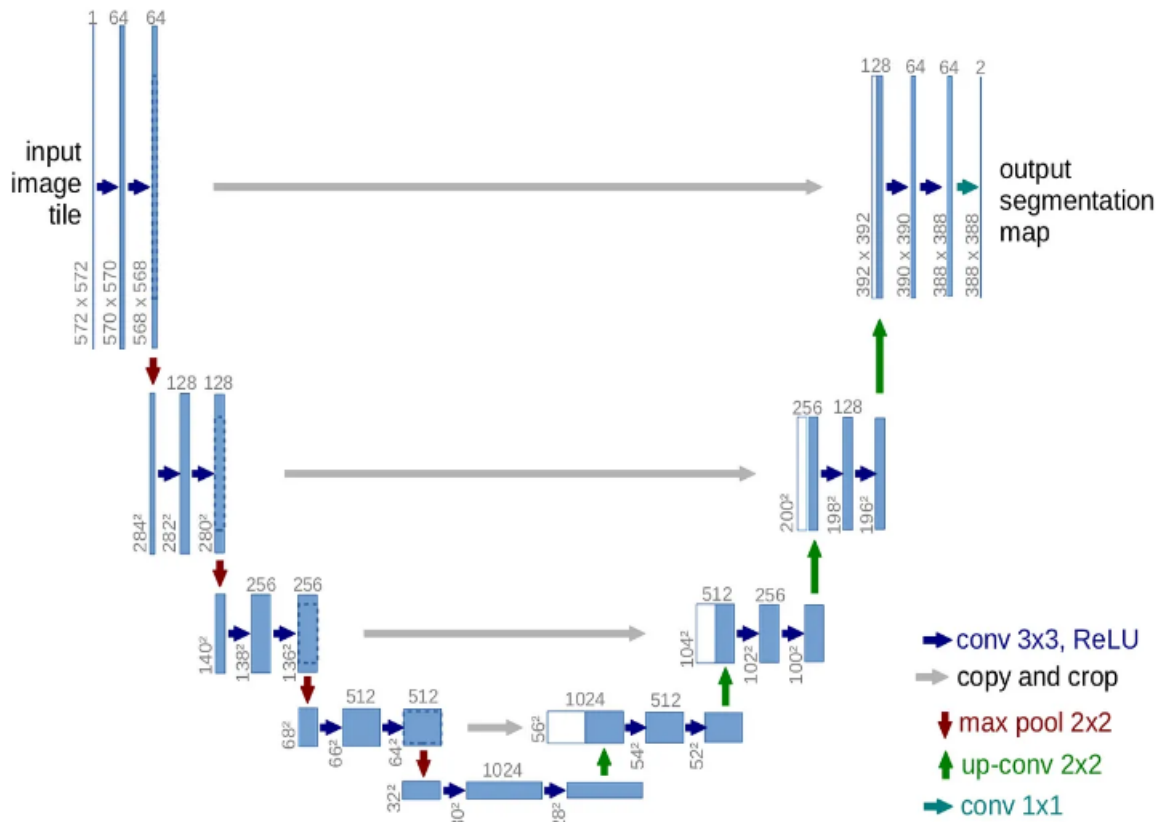 1 64 64
128 64 64 2
input
image
tile
output
segmentation
map
572 x 572
570 x 570
568 x 568
392 x 392
390 x 390
388 x 388
388 x 388
128 128
256 128
284²
282²
280²
200²
198²
196²
256 256
512 256
140²
138²
136²
104²
102²
100²
512 512
1024 512
68²
66²
64²
56²
54²
52²
1024
32²
conv 3x3, ReLU
copy and crop
max pool 2x2
up-conv 2x2
conv 1x1